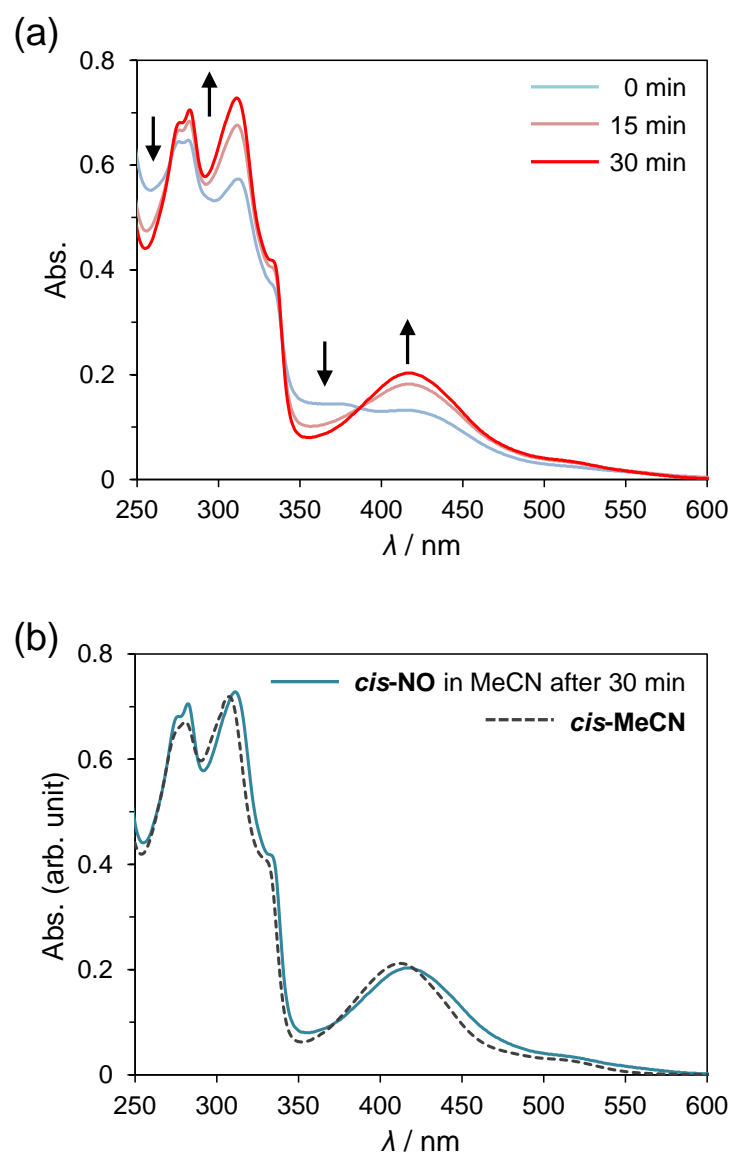 (a)
0.8
0.6
0.4
0.2
0
Abs.
0 min
15 min
30 min
250 300 350 400 450 500 550 600
λ / nm
(b)
0.8
0.6
0.4
0.2
0
Abs. (arb. unit)
cis-NO in MeCN after 30 min
cis-MeCN
250 300 350 400 450 500 550 600
λ / nm